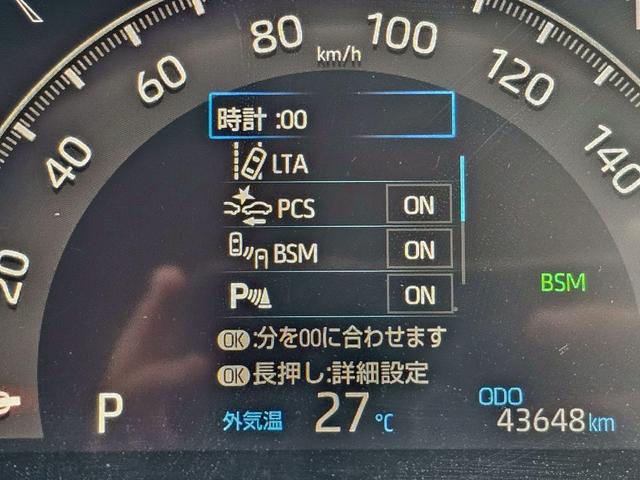 80 100
km/h
60 120
時計 :00
40 140
LTA
PCS ON
BSM ON
20 BSM
P ON
OK :分を00に合わせます
OK 長押し:詳細設定
ODO
P 外気温 27 ℃ 43648 km